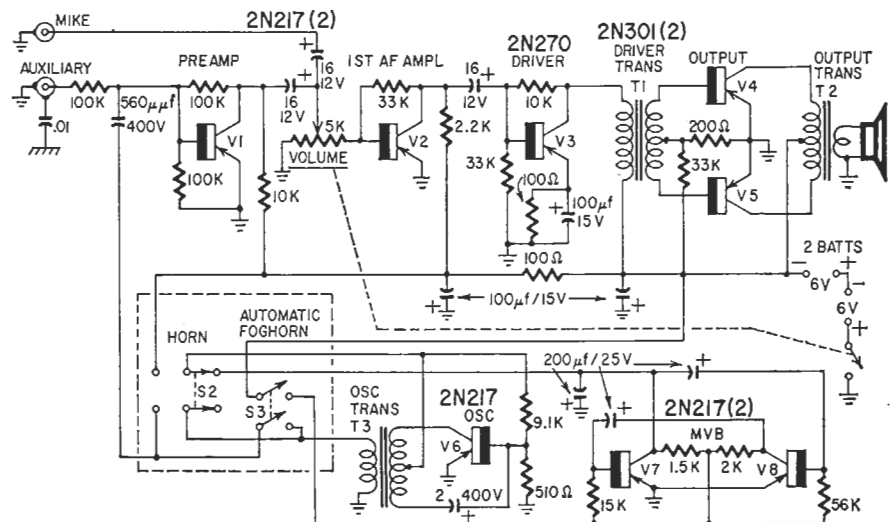 2N217(2)
MIKE
2N301(2)
2N270
DRIVER
DRIVER
TRANS
OUTPUT
OUTPUT
TRANS
PREAMP
16
12V
1ST AF AMPL
16
12V
T1
V4
T2
AUXILIARY
100K
560μμf
400V
100K
16
12V
33K
10K
.01
V1
5K
V2
2.2K
V3
200Ω
VOLUME
33K
33K
100K
10K
100Ω
100μf
15V
V5
100Ω
2 BATTS
- +
6V
-
6V
+
+
100μf/15V
+
HORN
AUTOMATIC
FOGHORN
200μf/25V
+
S2
S3
OSC
TRANS
T3
2N217
OSC
V6
9.1K
+
+
2N217(2)
MVB
V7
1.5K
2K
V8
2
400V
+
510Ω
15K
56K